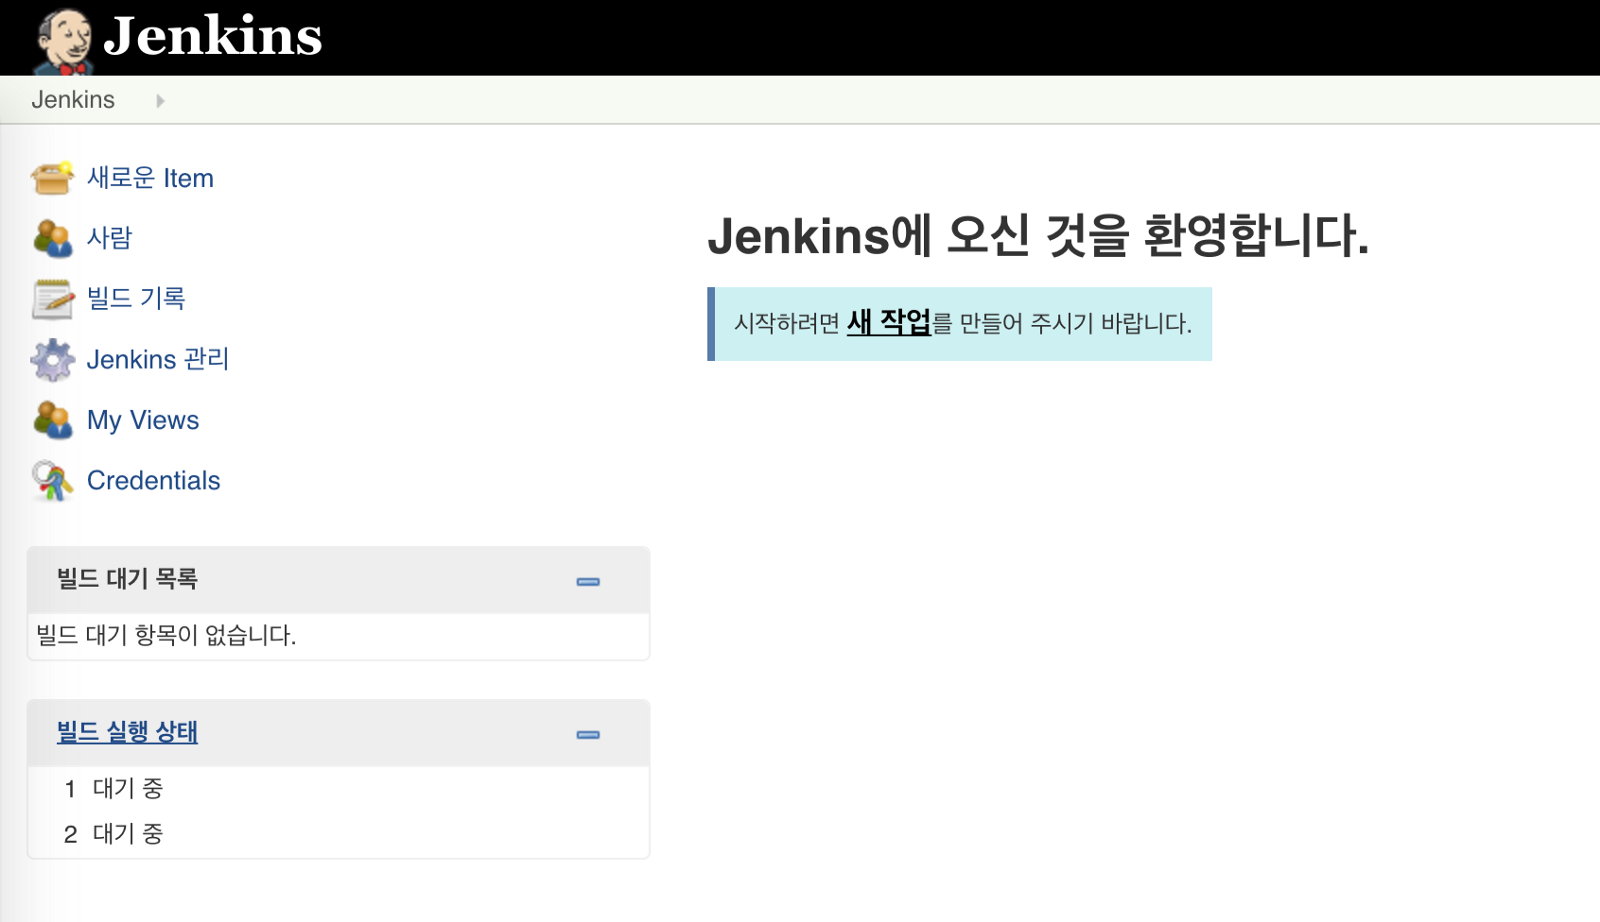 Jenkins
Jenkins
새로운 Item
사람
빌드 기록
Jenkins 관리
My Views
Credentials
빌드 대기 목록
빌드 대기 항목이 없습니다.
빌드 실행 상태
1 대기 중
2 대기 중
Jenkins에 오신 것을 환영합니다.
시작하려면 새 작업를 만들어 주시기 바랍니다.